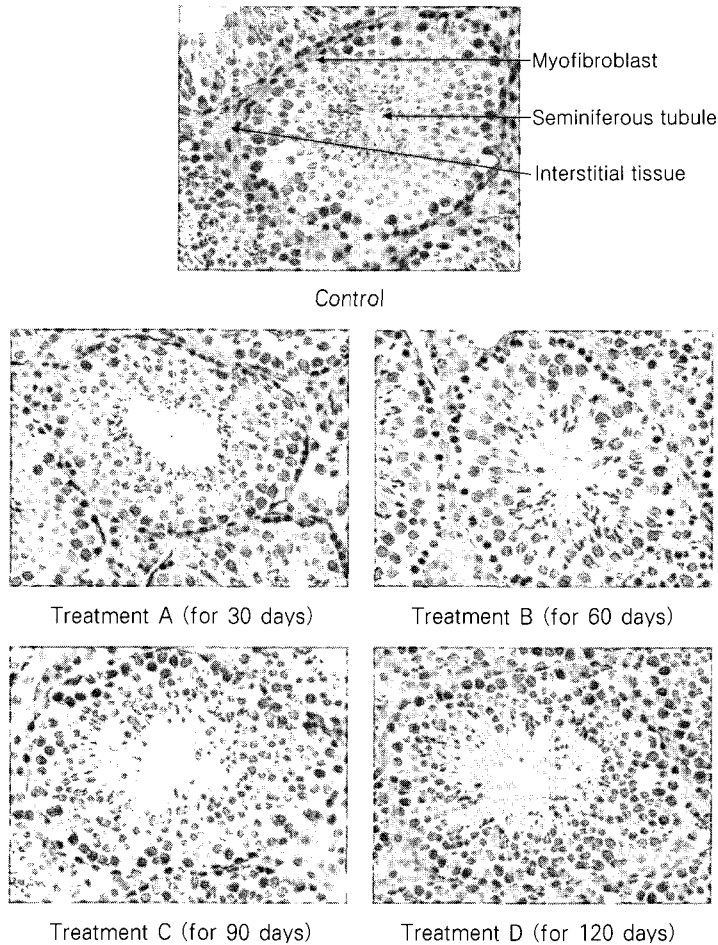 Myofibroblast
Seminiferous tubule
Interstitial tissue
Control
Treatment A (for 30 days)
Treatment B (for 60 days)
Treatment C (for 90 days)
Treatment D (for 120 days)